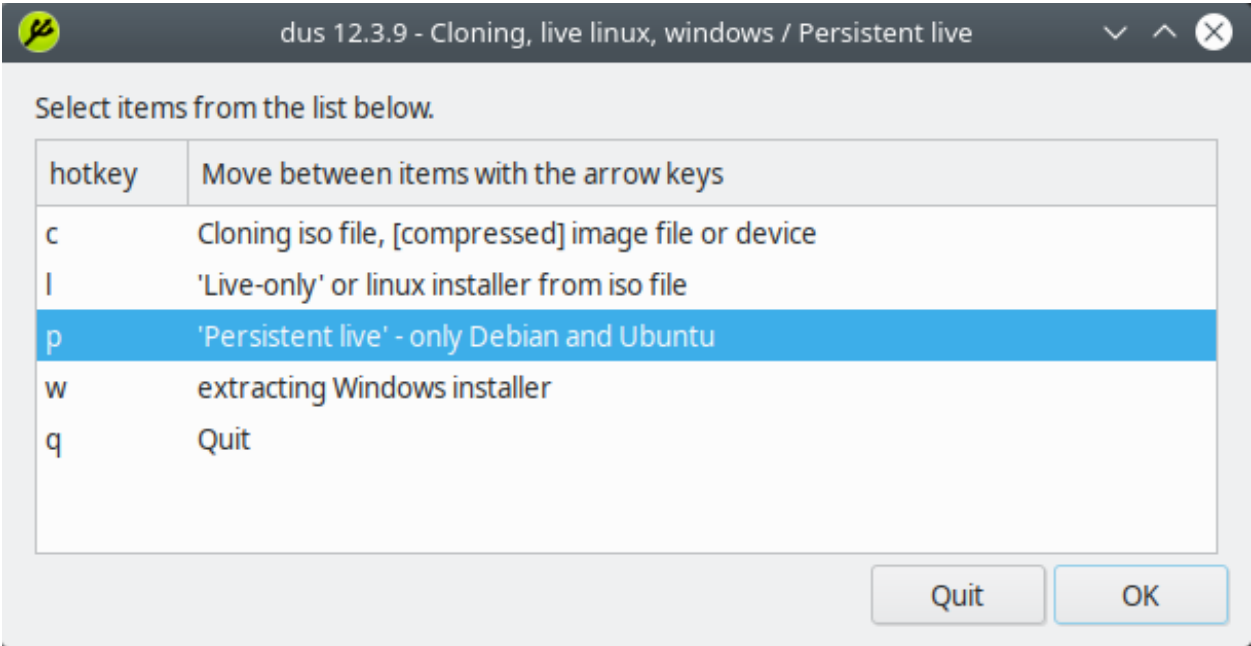 dus 12.3.9 - Cloning, live linux, windows / Persistent live
Select items from the list below.
hotkey Move between items with the arrow keys
c Cloning iso file, [compressed] image file or device
l 'Live-only' or linux installer from iso file
p 'Persistent live' - only Debian and Ubuntu
w extracting Windows installer
q Quit
Quit OK